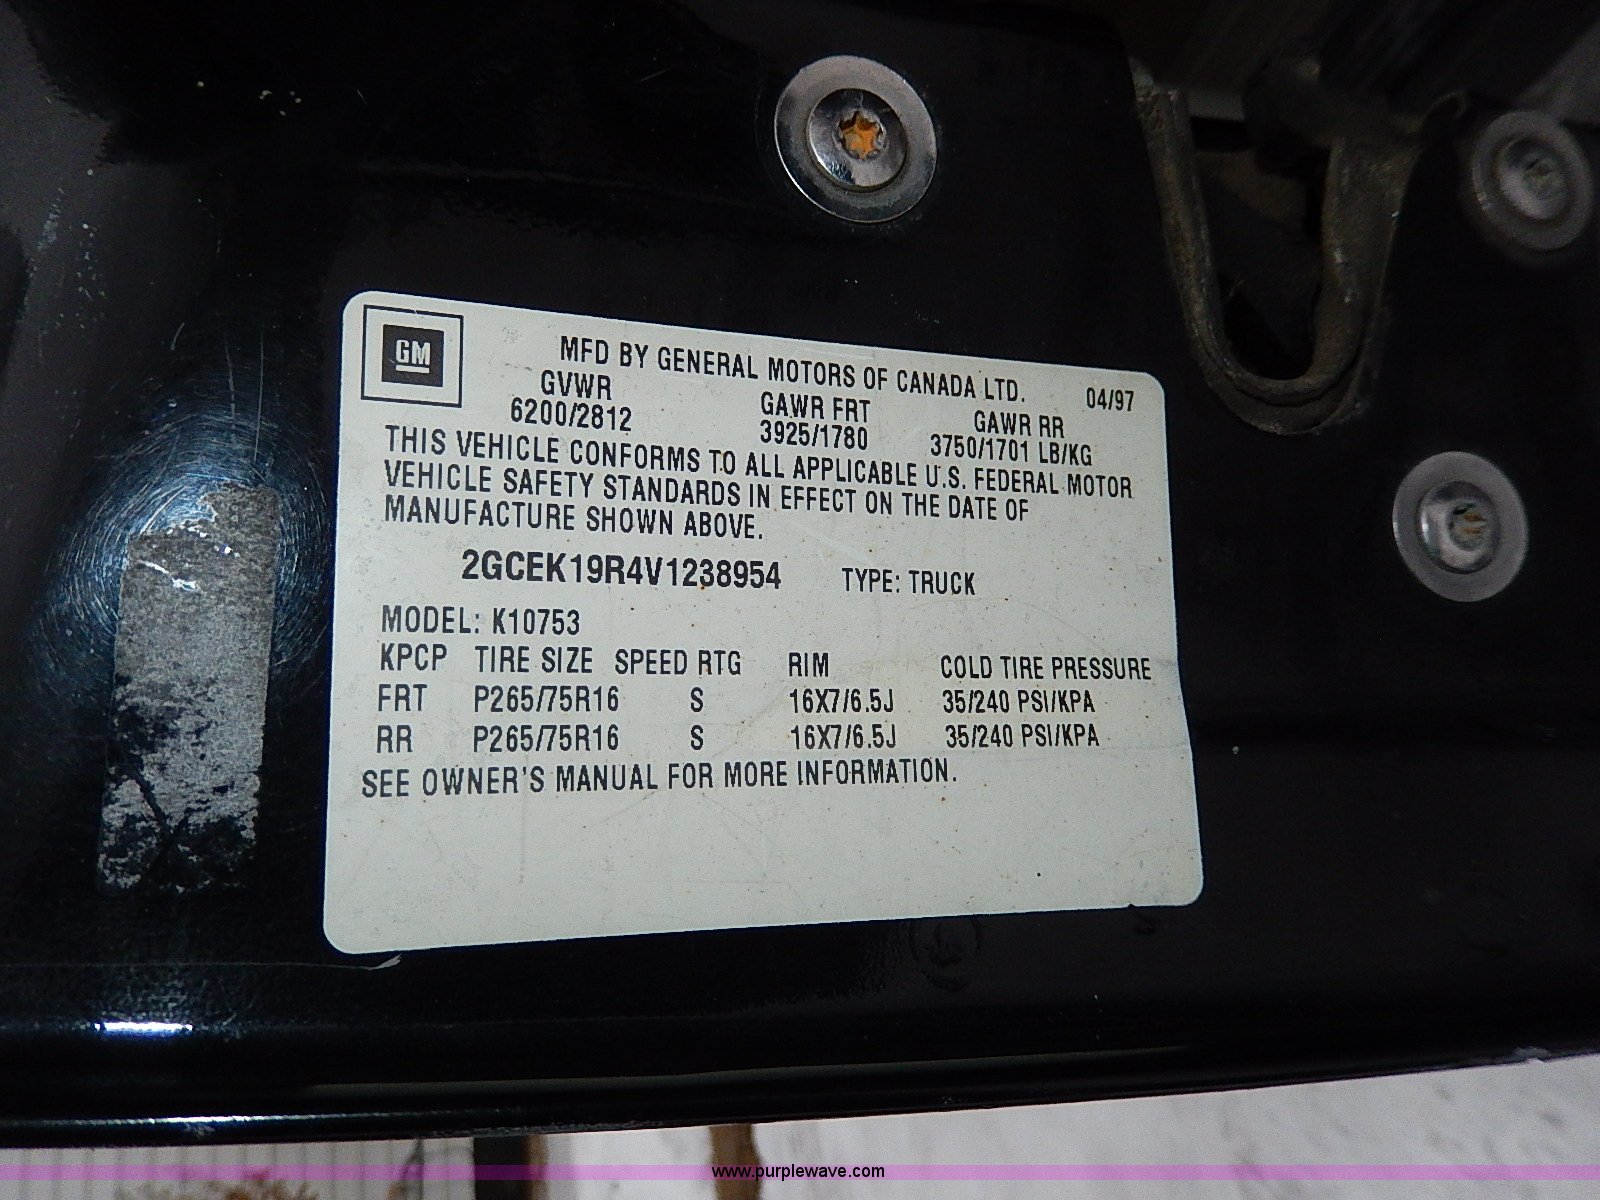 GM
MFD BY GENERAL MOTORS OF CANADA LTD. 04/97
GVWR GAWR FRT GAWR RR
6200/2812 3925/1780 3750/1701 LB/KG
THIS VEHICLE CONFORMS TO ALL APPLICABLE U.S. FEDERAL MOTOR
VEHICLE SAFETY STANDARDS IN EFFECT ON THE DATE OF
MANUFACTURE SHOWN ABOVE.
2GCEK19R4V1238954 TYPE: TRUCK
MODEL: K10753
KPCP TIRE SIZE SPEED RTG RIM COLD TIRE PRESSURE
FRT P265/75R16 S 16X7/6.5J 35/240 PSI/KPA
RR P265/75R16 S 16X7/6.5J 35/240 PSI/KPA
SEE OWNER'S MANUAL FOR MORE INFORMATION.
www.purplewave.com